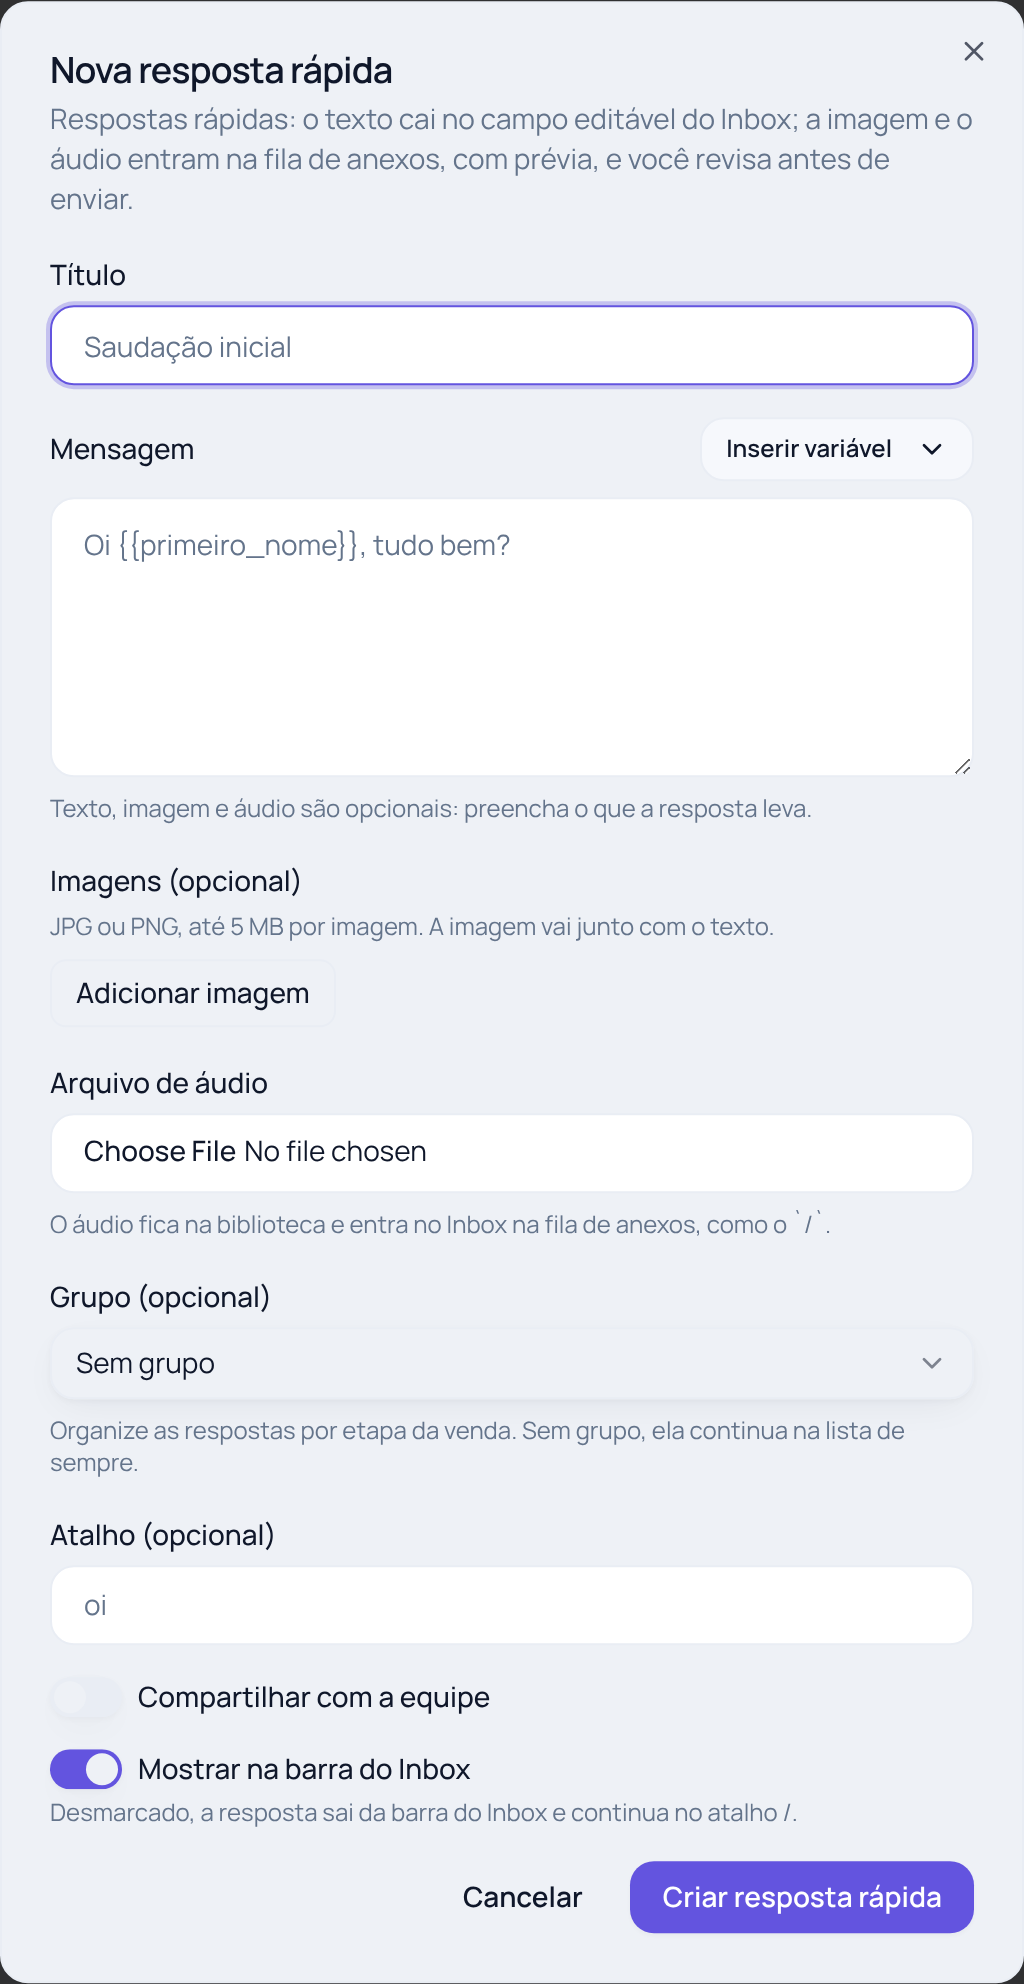 Nova resposta rápida
Respostas rápidas: o texto cai no campo editável do Inbox; a imagem e o
áudio entram na fila de anexos, com prévia, e você revisa antes de
enviar.
Título
Saudação inicial
Mensagem
Inserir variável
Oi {{primeiro_nome}}, tudo bem?
Texto, imagem e áudio são opcionais: preencha o que a resposta leva.
Imagens (opcional)
JPG ou PNG, até 5 MB por imagem. A imagem vai junto com o texto.
Adicionar imagem
Arquivo de áudio
Choose File No file chosen
O áudio fica na biblioteca e entra no Inbox na fila de anexos, como o `/`.
Grupo (opcional)
Sem grupo
Organize as respostas por etapa da venda. Sem grupo, ela continua na lista de
sempre.
Atalho (opcional)
oi
Compartilhar com a equipe
Mostrar na barra do Inbox
Desmarcado, a resposta sai da barra do Inbox e continua no atalho /.
Cancelar
Criar resposta rápida